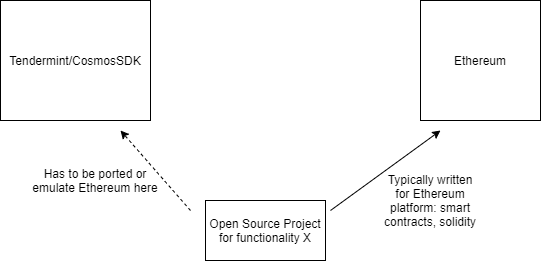 Tendermint/CosmosSDK
Ethereum
Has to be ported or
emulate Ethereum here
Typically written
for Ethereum
platform: smart
contracts, solidity
Open Source Project
for functionality X